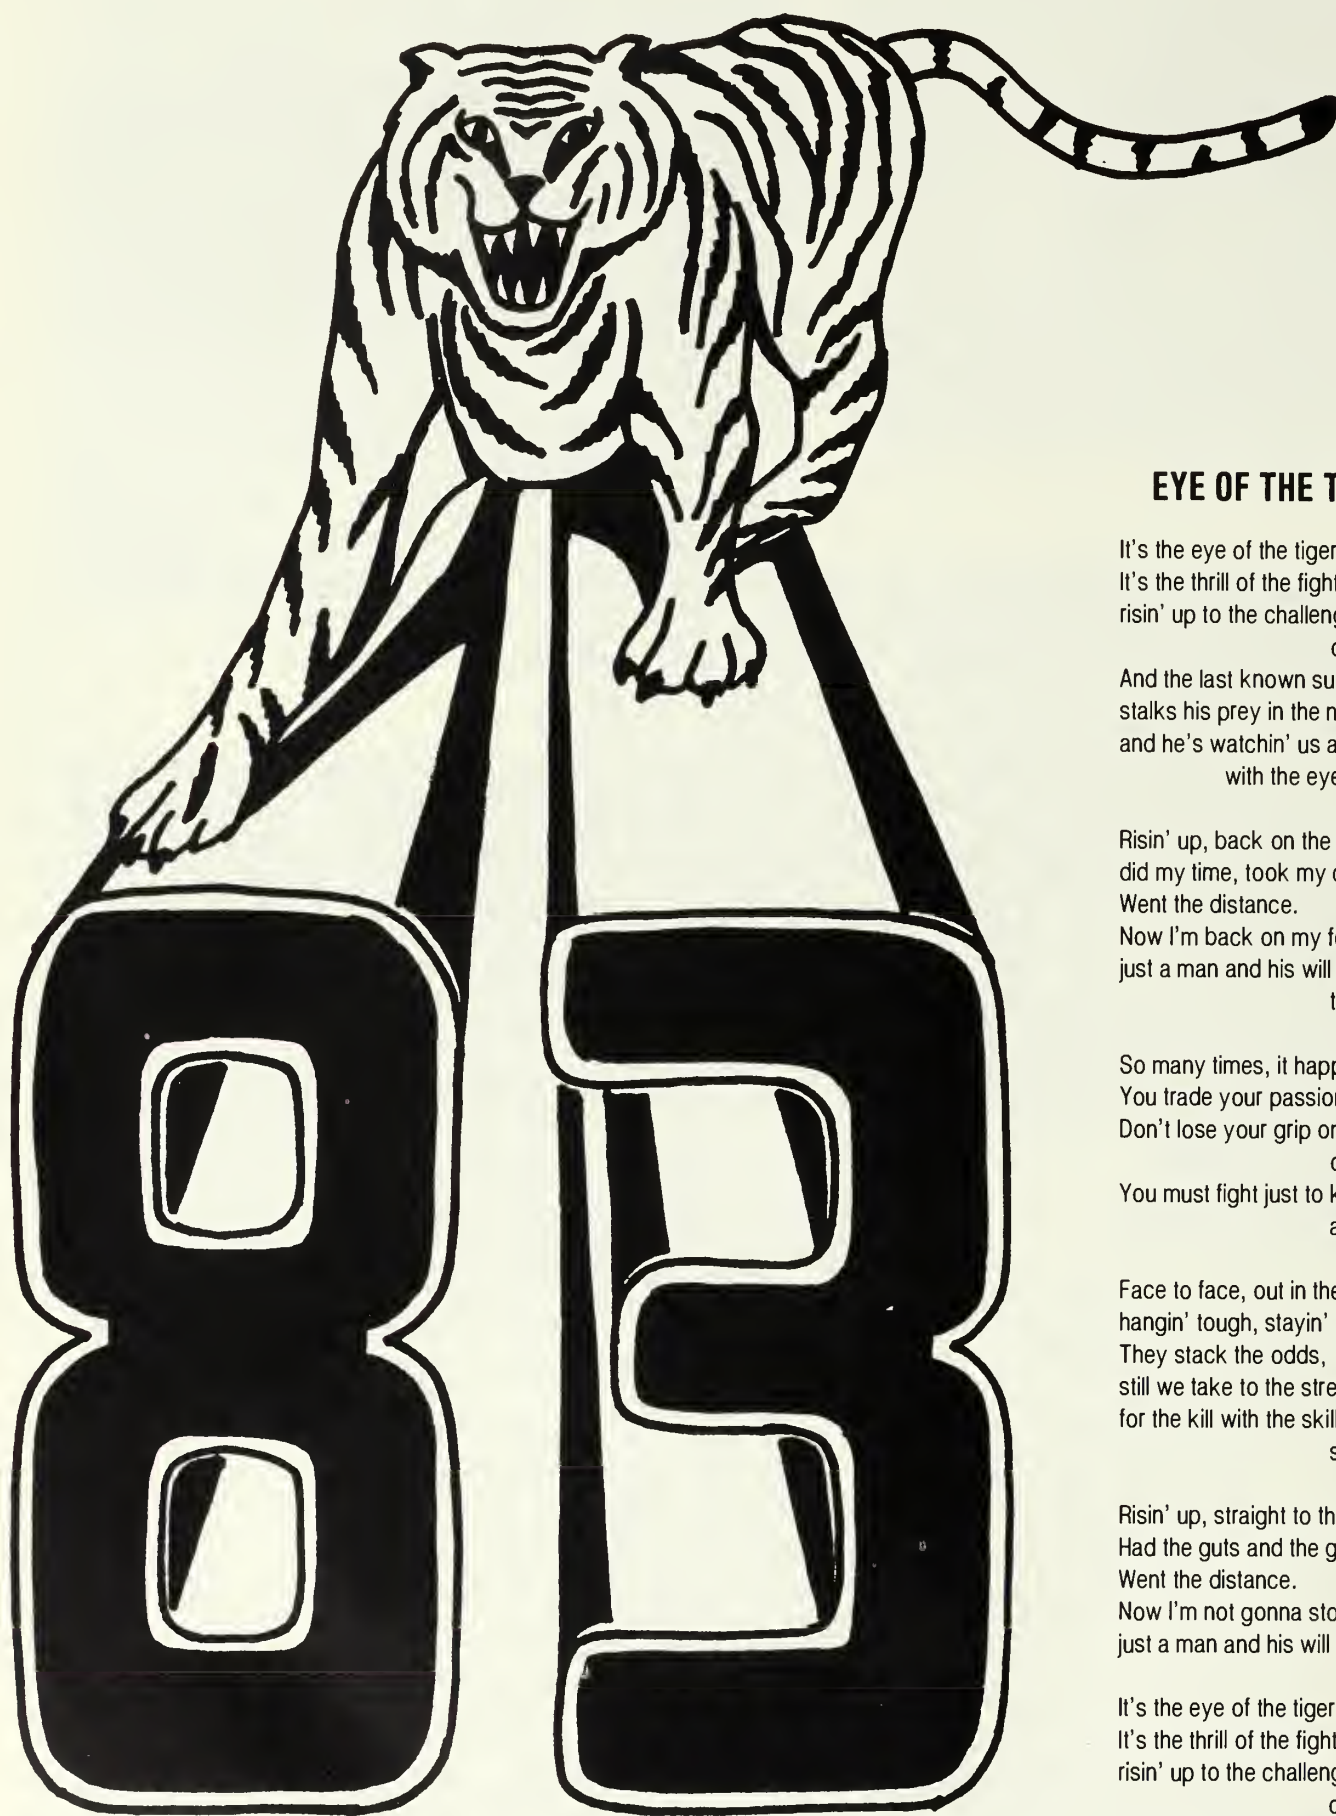 83
EYE OF THE T
It's the eye of the tiger
It's the thrill of the fight
risin' up to the challeng
And the last known su
stalks his prey in the n
and he's watchin' us a
with the eye
Risin' up, back on the
did my time, took my c
Went the distance.
Now I'm back on my fe
just a man and his will
t
So many times, it happ
You trade your passion
Don't lose your grip on
You must fight just to k
a
Face to face, out in the
hangin' tough, stayin'
They stack the odds,
still we take to the stre
for the kill with the skill
s
Risin' up, straight to th
Had the guts and the g
Went the distance.
Now I'm not gonna sto
just a man and his will
It's the eye of the tiger
It's the thrill of the fight
risin' up to the challeng